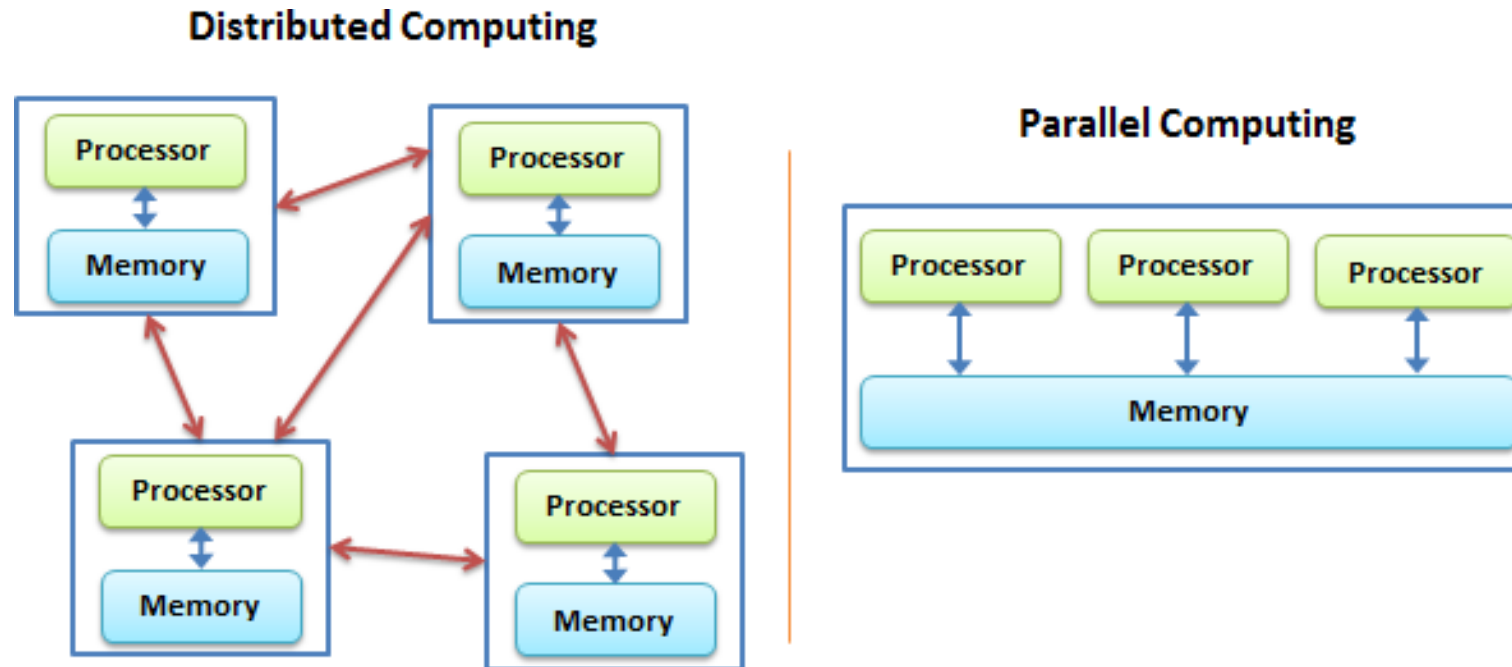 Distributed Computing
Processor
Memory
Processor
Memory
Processor
Memory
Processor
Memory
Parallel Computing
Processor
Processor
Processor
Memory